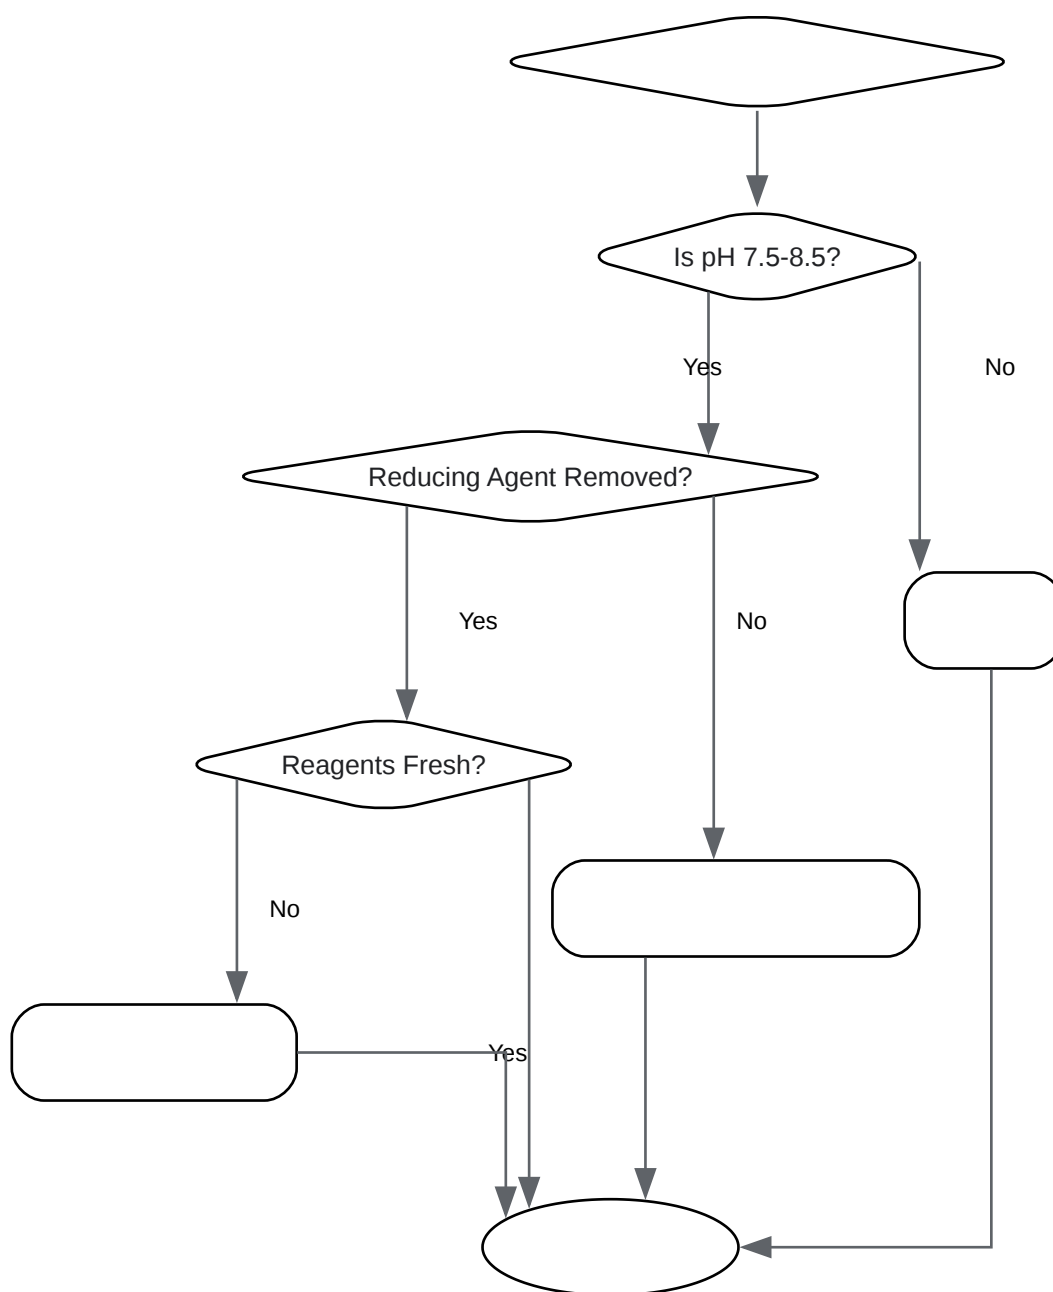 Is pH 7.5-8.5?
Yes
No
Reducing Agent Removed?
Yes
No
Reagents Fresh?
No
Yes